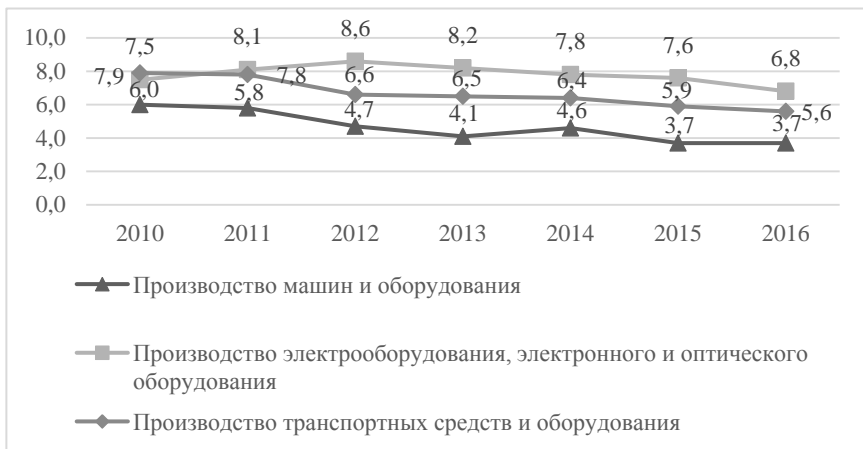 10,0
8,0
6,0
4,0
2,0
0,0
7,5 8,1 8,6 8,2 7,8 7,6 6,8
7,9 7,8 6,6 6,5 6,4 5,9 5,6
6,0 5,8 4,7 4,1 4,6 3,7 3,7
2010 2011 2012 2013 2014 2015 2016
Производство машин и оборудования
Производство электрооборудования, электронного и оптического
оборудования
Производство транспортных средств и оборудования